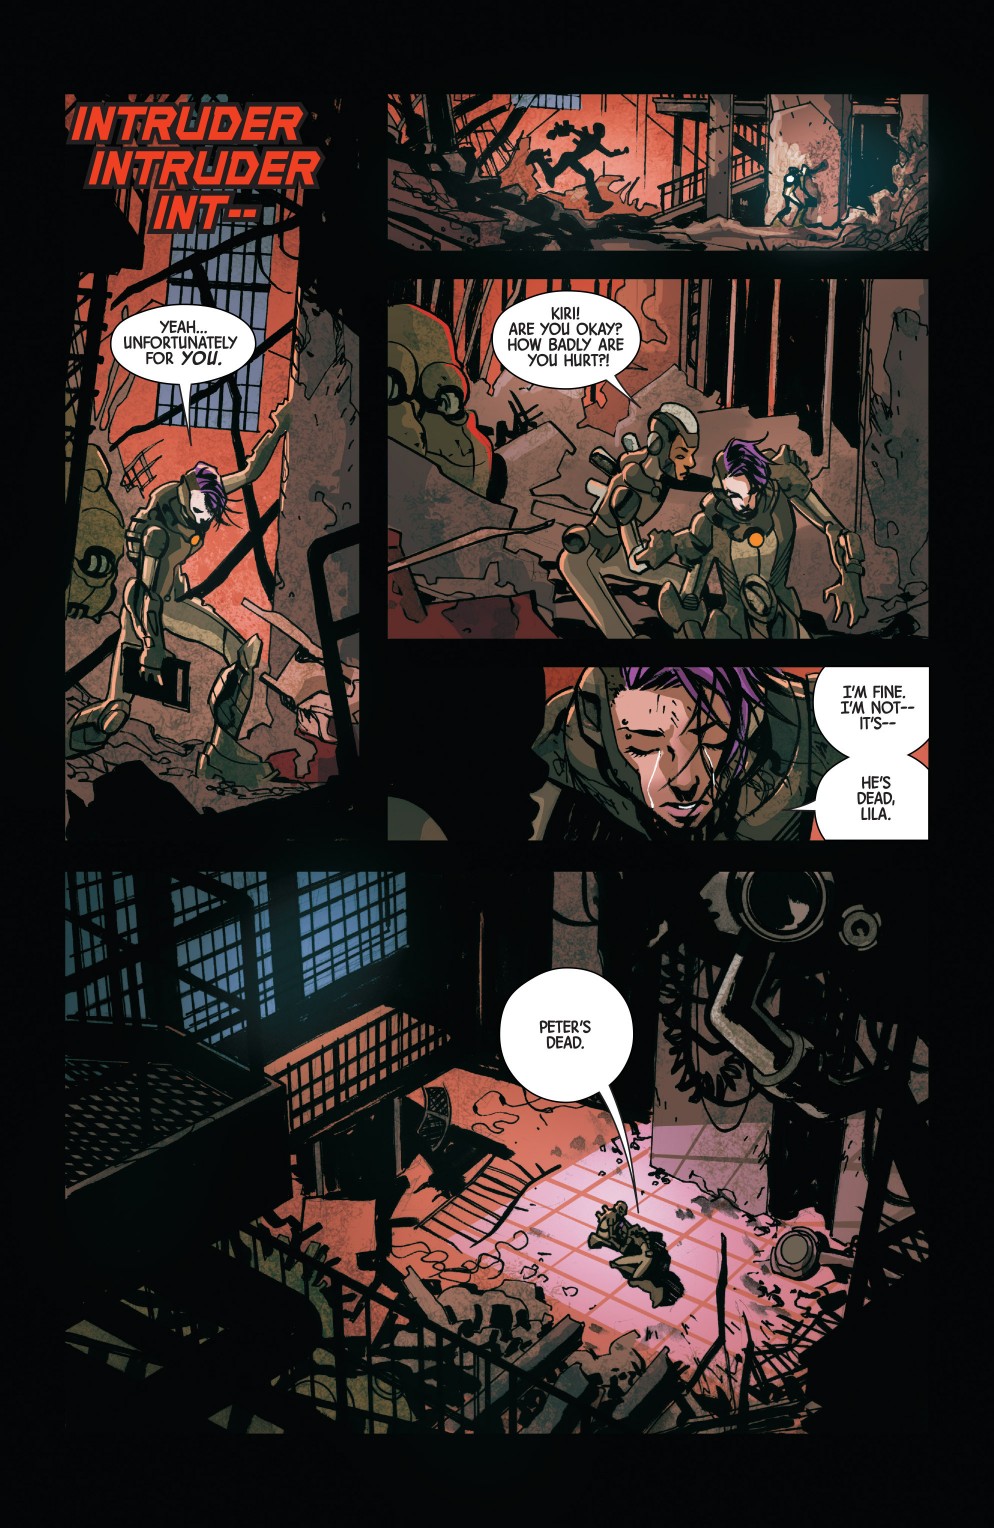 INTRUDER
INTRUDER
INT--
YEAH...
UNFORTUNATELY
FOR YOU.
KIRI!
ARE YOU OKAY?
HOW BADLY ARE
YOU HURT?!
I'M FINE.
I'M NOT--
IT'S--
HE'S
DEAD,
LILA.
PETER'S
DEAD.